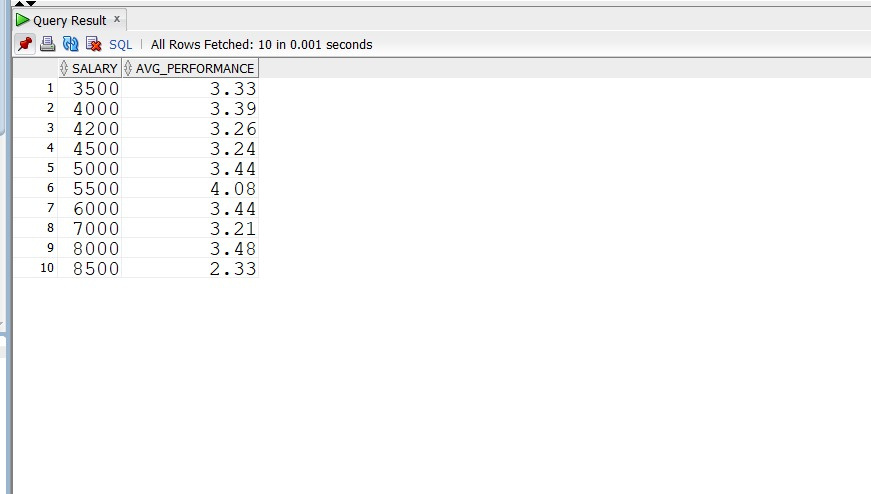 Query Result x
SQL | All Rows Fetched: 10 in 0.001 seconds
SALARY AVG_PERFORMANCE
1 3500 3.33
2 4000 3.39
3 4200 3.26
4 4500 3.24
5 5000 3.44
6 5500 4.08
7 6000 3.44
8 7000 3.21
9 8000 3.48
10 8500 2.33